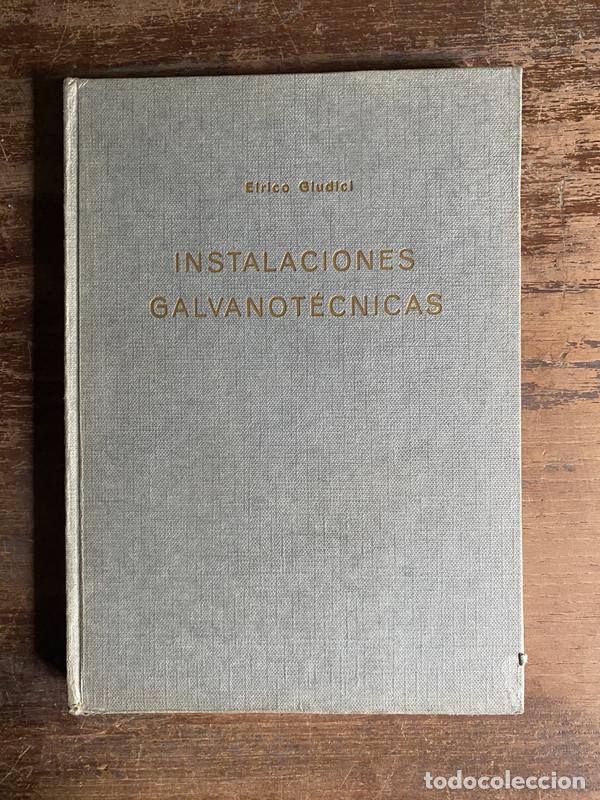 Elrico Giudici
INSTALACIONES
GALVANOTÉCNICAS
todocoleccion